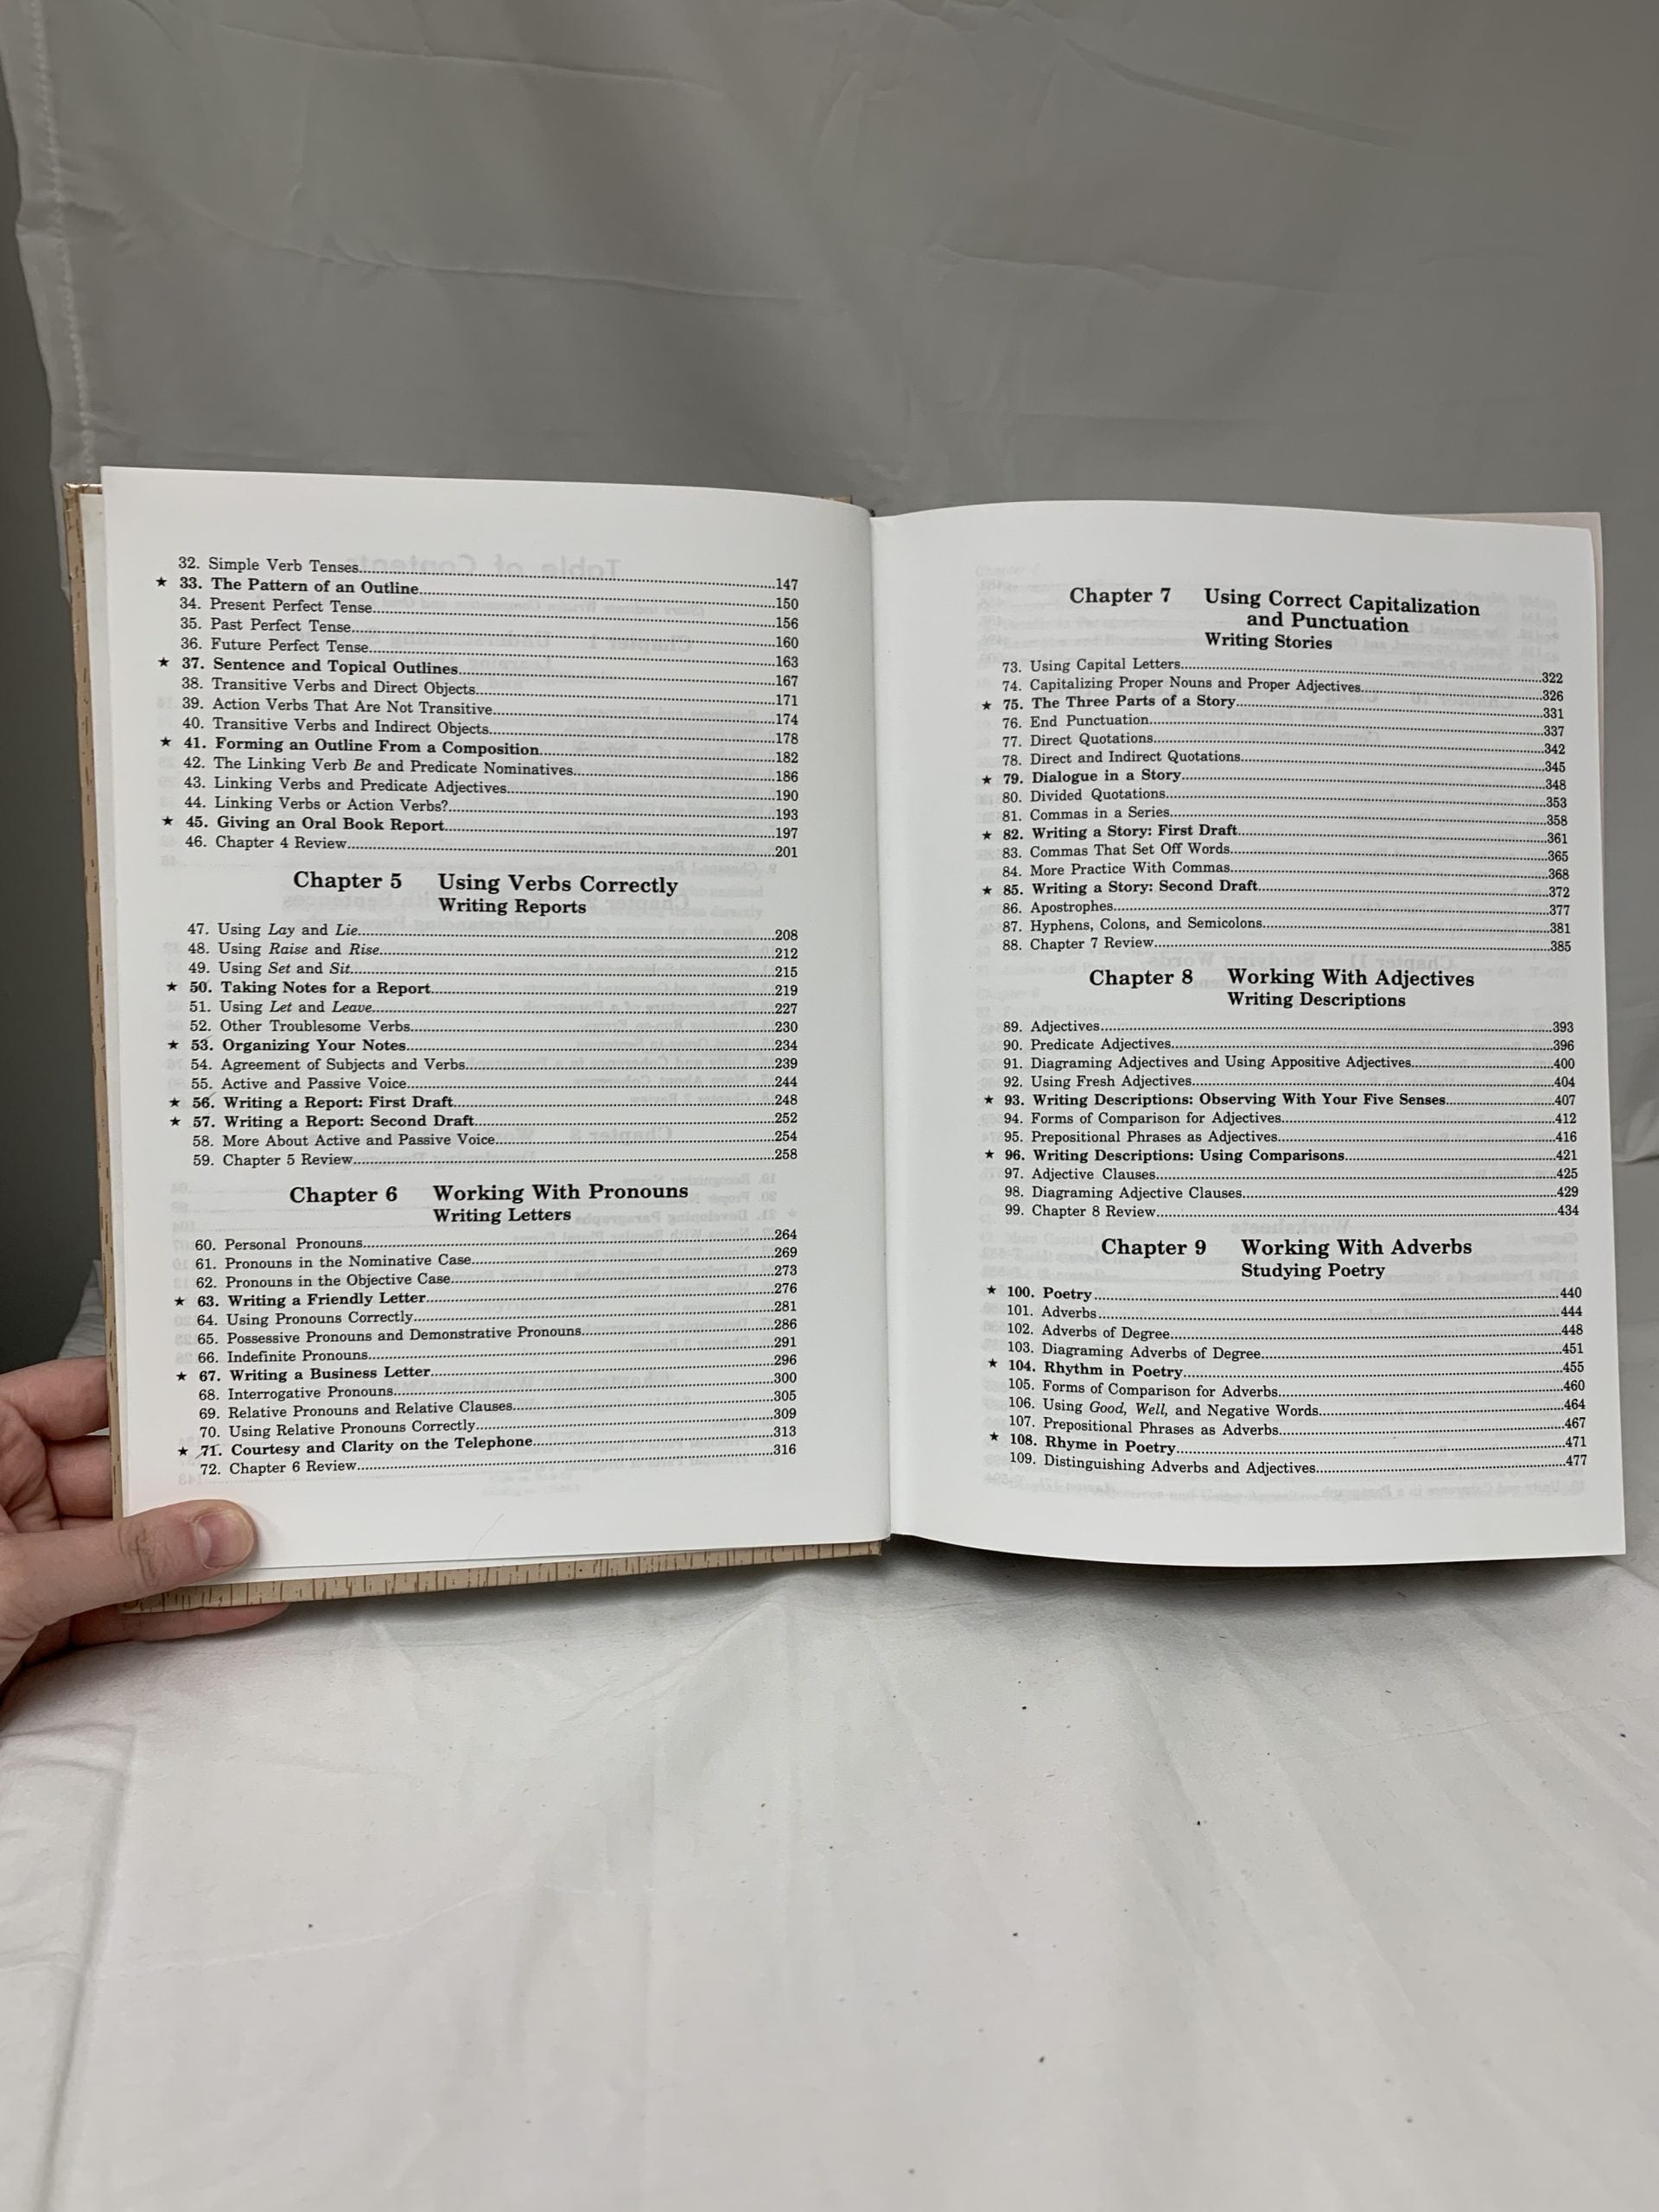 32. Simple Verb Tenses..........147
★ 33. The Pattern of an Outline..........150
34. Present Perfect Tense..........156
35. Past Perfect Tense..........160
36. Future Perfect Tense..........163
★ 37. Sentence and Topical Outlines..........167
38. Transitive Verbs and Direct Objects..........171
39. Action Verbs That Are Not Transitive..........174
40. Transitive Verbs and Indirect Objects..........178
★ 41. Forming an Outline From a Composition..........182
42. The Linking Verb Be and Predicate Nominatives..........186
43. Linking Verbs and Predicate Adjectives..........190
44. Linking Verbs or Action Verbs?..........193
★ 45. Giving an Oral Book Report..........197
46. Chapter 4 Review..........201
Chapter 5 Using Verbs Correctly
Writing Reports
47. Using Lay and Lie..........208
48. Using Raise and Rise..........212
49. Using Set and Sit..........215
★ 50. Taking Notes for a Report..........219
51. Using Let and Leave..........227
52. Other Troublesome Verbs..........230
★ 53. Organizing Your Notes..........234
54. Agreement of Subjects and Verbs..........239
55. Active and Passive Voice..........244
★ 56. Writing a Report: First Draft..........248
★ 57. Writing a Report: Second Draft..........252
58. More About Active and Passive Voice..........254
59. Chapter 5 Review..........258
Chapter 6 Working With Pronouns
Writing Letters
60. Personal Pronouns..........264
61. Pronouns in the Nominative Case..........269
62. Pronouns in the Objective Case..........273
★ 63. Writing a Friendly Letter..........276
64. Using Pronouns Correctly..........281
65. Possessive Pronouns and Demonstrative Pronouns..........286
66. Indefinite Pronouns..........291
★ 67. Writing a Business Letter..........296
68. Interrogative Pronouns..........300
69. Relative Pronouns and Relative Clauses..........305
70. Using Relative Pronouns Correctly..........309
★ 71. Courtesy and Clarity on the Telephone..........313
72. Chapter 6 Review..........316
Chapter 7 Using Correct Capitalization
and Punctuation
Writing Stories
73. Using Capital Letters..........322
74. Capitalizing Proper Nouns and Proper Adjectives..........326
★ 75. The Three Parts of a Story..........331
76. End Punctuation..........337
77. Direct Quotations..........342
78. Direct and Indirect Quotations..........345
★ 79. Dialogue in a Story..........348
80. Divided Quotations..........353
81. Commas in a Series..........358
★ 82. Writing a Story: First Draft..........361
83. Commas That Set Off Words..........365
84. More Practice With Commas..........368
★ 85. Writing a Story: Second Draft..........372
86. Apostrophes..........377
87. Hyphens, Colons, and Semicolons..........381
88. Chapter 7 Review..........385
Chapter 8 Working With Adjectives
Writing Descriptions
89. Adjectives..........393
90. Predicate Adjectives..........396
91. Diagraming Adjectives and Using Appositive Adjectives..........400
92. Using Fresh Adjectives..........404
★ 93. Writing Descriptions: Observing With Your Five Senses..........407
94. Forms of Comparison for Adjectives..........412
95. Prepositional Phrases as Adjectives..........416
★ 96. Writing Descriptions: Using Comparisons..........421
97. Adjective Clauses..........425
98. Diagraming Adjective Clauses..........429
99. Chapter 8 Review..........434
Chapter 9 Working With Adverbs
Studying Poetry
★ 100. Poetry..........440
101. Adverbs..........444
102. Adverbs of Degree..........448
103. Diagraming Adverbs of Degree..........451
★ 104. Rhythm in Poetry..........455
105. Forms of Comparison for Adverbs..........460
106. Using Good, Well, and Negative Words..........464
107. Prepositional Phrases as Adverbs..........467
★ 108. Rhyme in Poetry..........471
109. Distinguishing Adverbs and Adjectives..........477